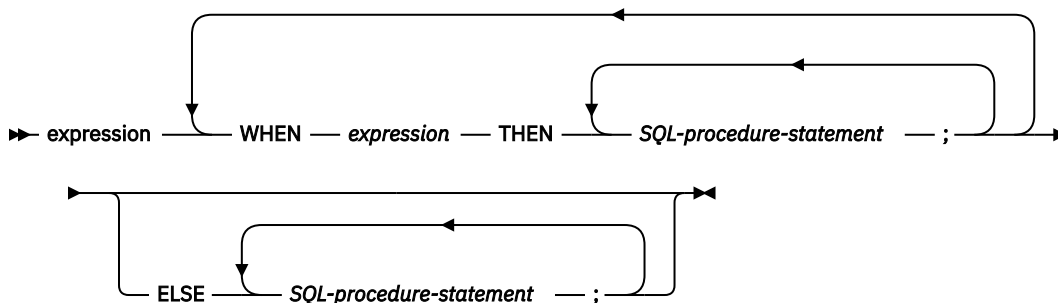 expression WHEN expression THEN SQL-procedure-statement ;
ELSE SQL-procedure-statement ;